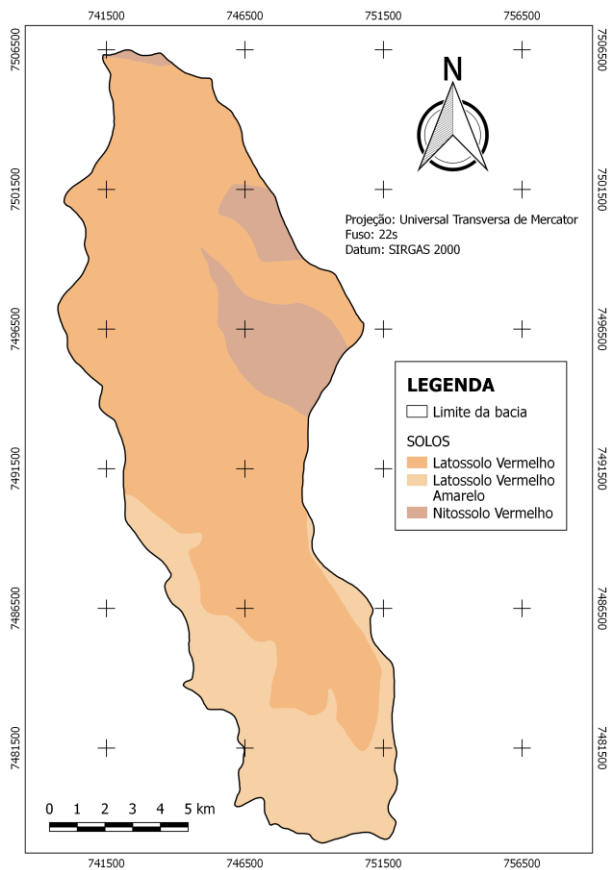 741500 746500 751500 756500
7506500 7506500
N
7501500 7501500
Projeção: Universal Transversa de Mercator
Fuso: 22s
Datum: SIRGAS 2000
7496500 7496500
LEGENDA
Limite da bacia
SOLOS
Latossolo Vermelho
Latossolo Vermelho
Amarelo
Nitossolo Vermelho
7491500 7491500
7486500 7486500
7481500 7481500
0 1 2 3 4 5 km
741500 746500 751500 756500